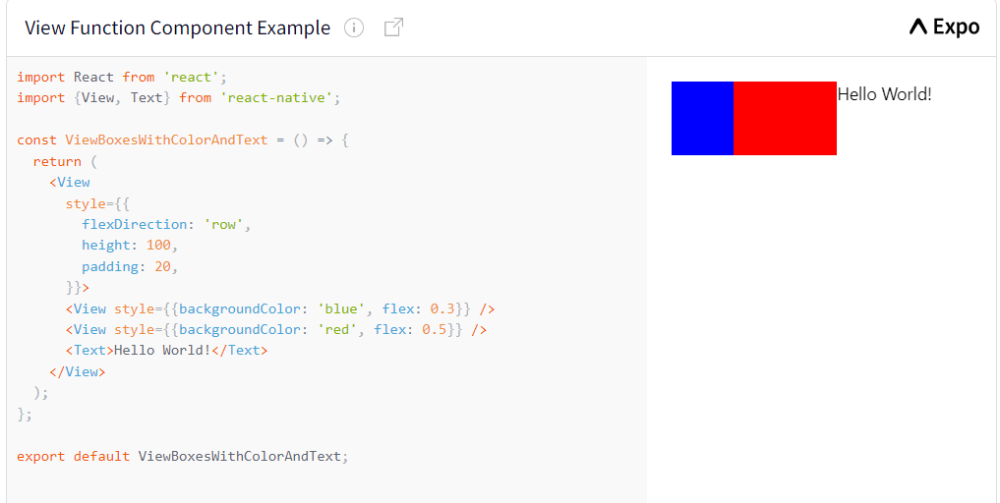 View Function Component Example
Expo
import React from 'react';
import {View, Text} from 'react-native';
const ViewBoxesWithColorAndText = () => {
  return (
    <View
      style={{
        flexDirection: 'row',
        height: 100,
        padding: 20,
      }}>
      <View style={{backgroundColor: 'blue', flex: 0.3}} />
      <View style={{backgroundColor: 'red', flex: 0.5}} />
      <Text>Hello World!</Text>
    </View>
  );
};
export default ViewBoxesWithColorAndText;
Hello World!